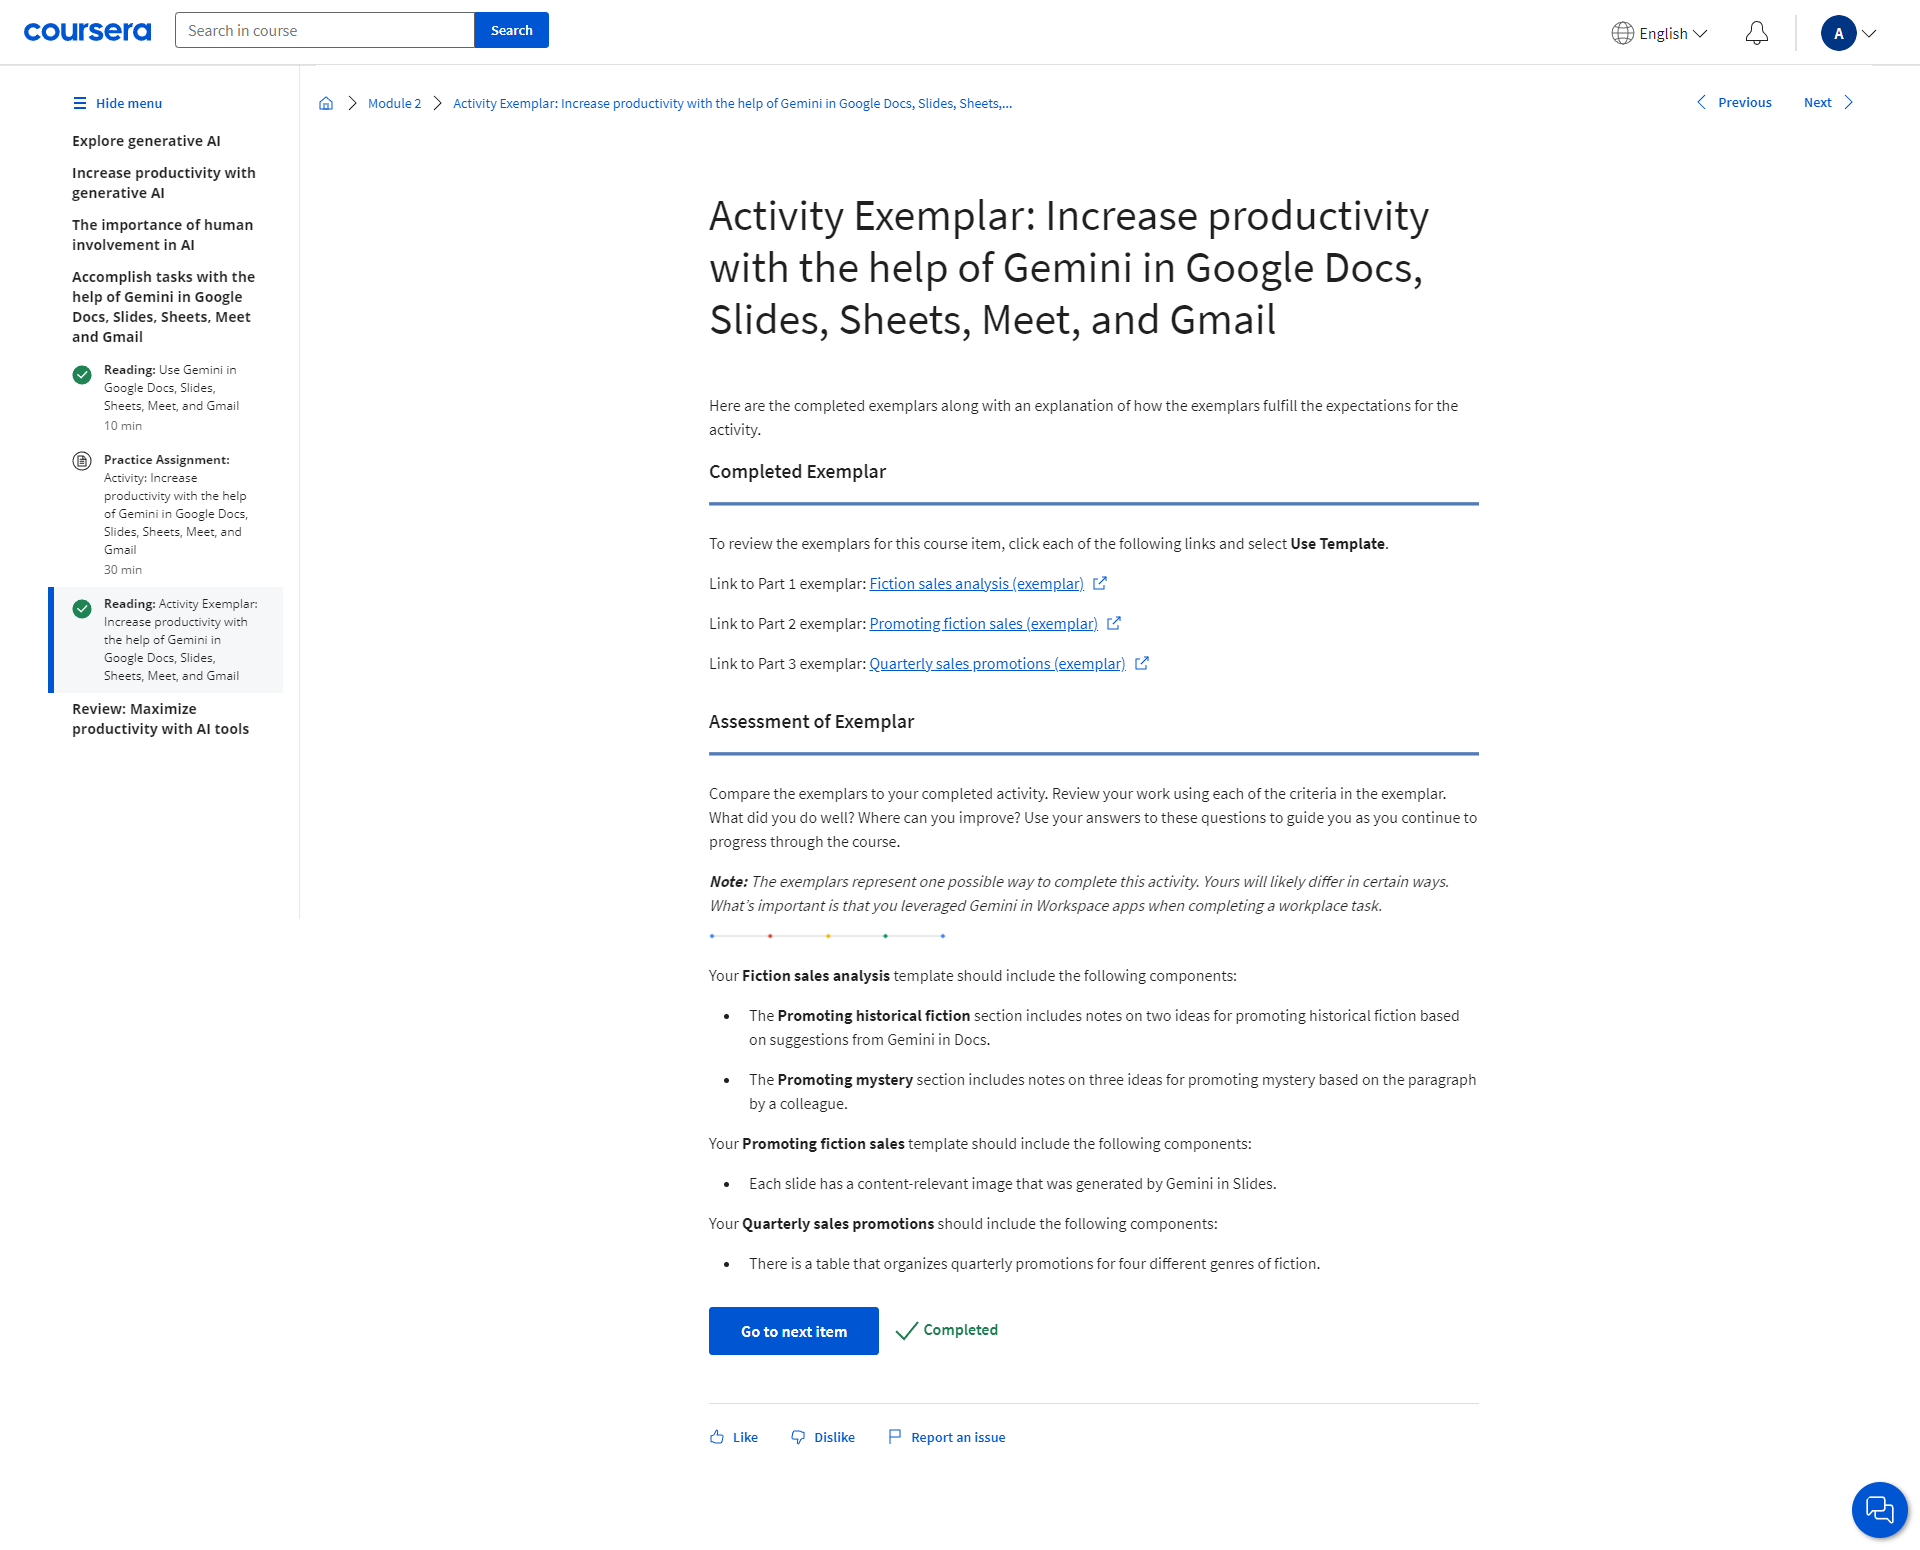 coursera
Search in course
Search
English
A
Hide menu
Explore generative AI
Increase productivity with
generative AI
The importance of human
involvement in AI
Accomplish tasks with the
help of Gemini in Google
Docs, Slides, Sheets, Meet
and Gmail
Reading: Use Gemini in
Google Docs, Slides,
Sheets, Meet, and Gmail
10 min
Practice Assignment:
Activity: Increase
productivity with the help
of Gemini in Google Docs,
Slides, Sheets, Meet, and
Gmail
30 min
Reading: Activity Exemplar:
Increase productivity with
the help of Gemini in
Google Docs, Slides,
Sheets, Meet, and Gmail
Review: Maximize
productivity with AI tools
Module 2
Activity Exemplar: Increase productivity with the help of Gemini in Google Docs, Slides, Sheets,...
Previous
Next
Activity Exemplar: Increase productivity
with the help of Gemini in Google Docs,
Slides, Sheets, Meet, and Gmail
Here are the completed exemplars along with an explanation of how the exemplars fulfill the expectations for the
activity.
Completed Exemplar
To review the exemplars for this course item, click each of the following links and select Use Template.
Link to Part 1 exemplar: Fiction sales analysis (exemplar)
Link to Part 2 exemplar: Promoting fiction sales (exemplar)
Link to Part 3 exemplar: Quarterly sales promotions (exemplar)
Assessment of Exemplar
Compare the exemplars to your completed activity. Review your work using each of the criteria in the exemplar.
What did you do well? Where can you improve? Use your answers to these questions to guide you as you continue to
progress through the course.
Note: The exemplars represent one possible way to complete this activity. Yours will likely differ in certain ways.
What's important is that you leveraged Gemini in Workspace apps when completing a workplace task.
Your Fiction sales analysis template should include the following components:
• The Promoting historical fiction section includes notes on two ideas for promoting historical fiction based
on suggestions from Gemini in Docs.
• The Promoting mystery section includes notes on three ideas for promoting mystery based on the paragraph
by a colleague.
Your Promoting fiction sales template should include the following components:
• Each slide has a content-relevant image that was generated by Gemini in Slides.
Your Quarterly sales promotions should include the following components:
• There is a table that organizes quarterly promotions for four different genres of fiction.
Go to next item
Completed
Like
Dislike
Report an issue